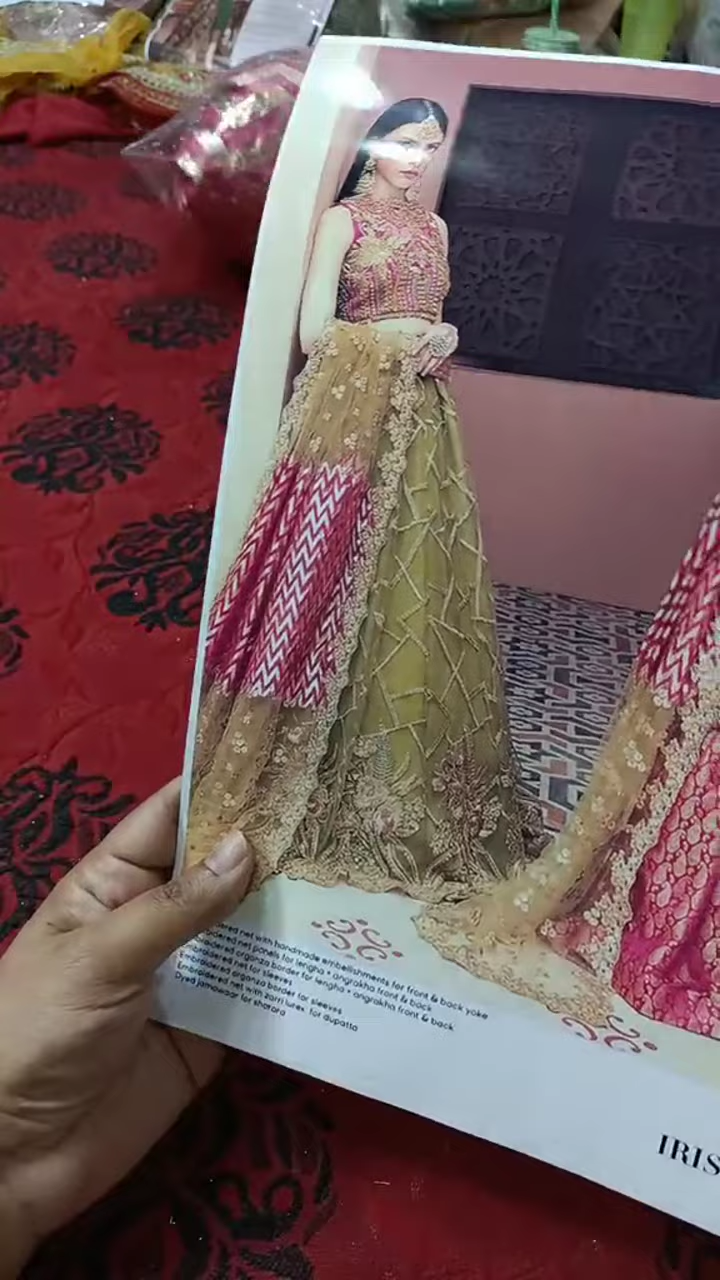 net with handmade embellishments for front & back yoke
net panels for lengha • angrakha front & back
Embroidered organza border for lengha • angrakha front & back
Embroidered net for sleeves
Embroidered organza border for sleeves
Embroidered net with zarri lurex for dupatta
Dyed jamawaar for sharara
IRIS